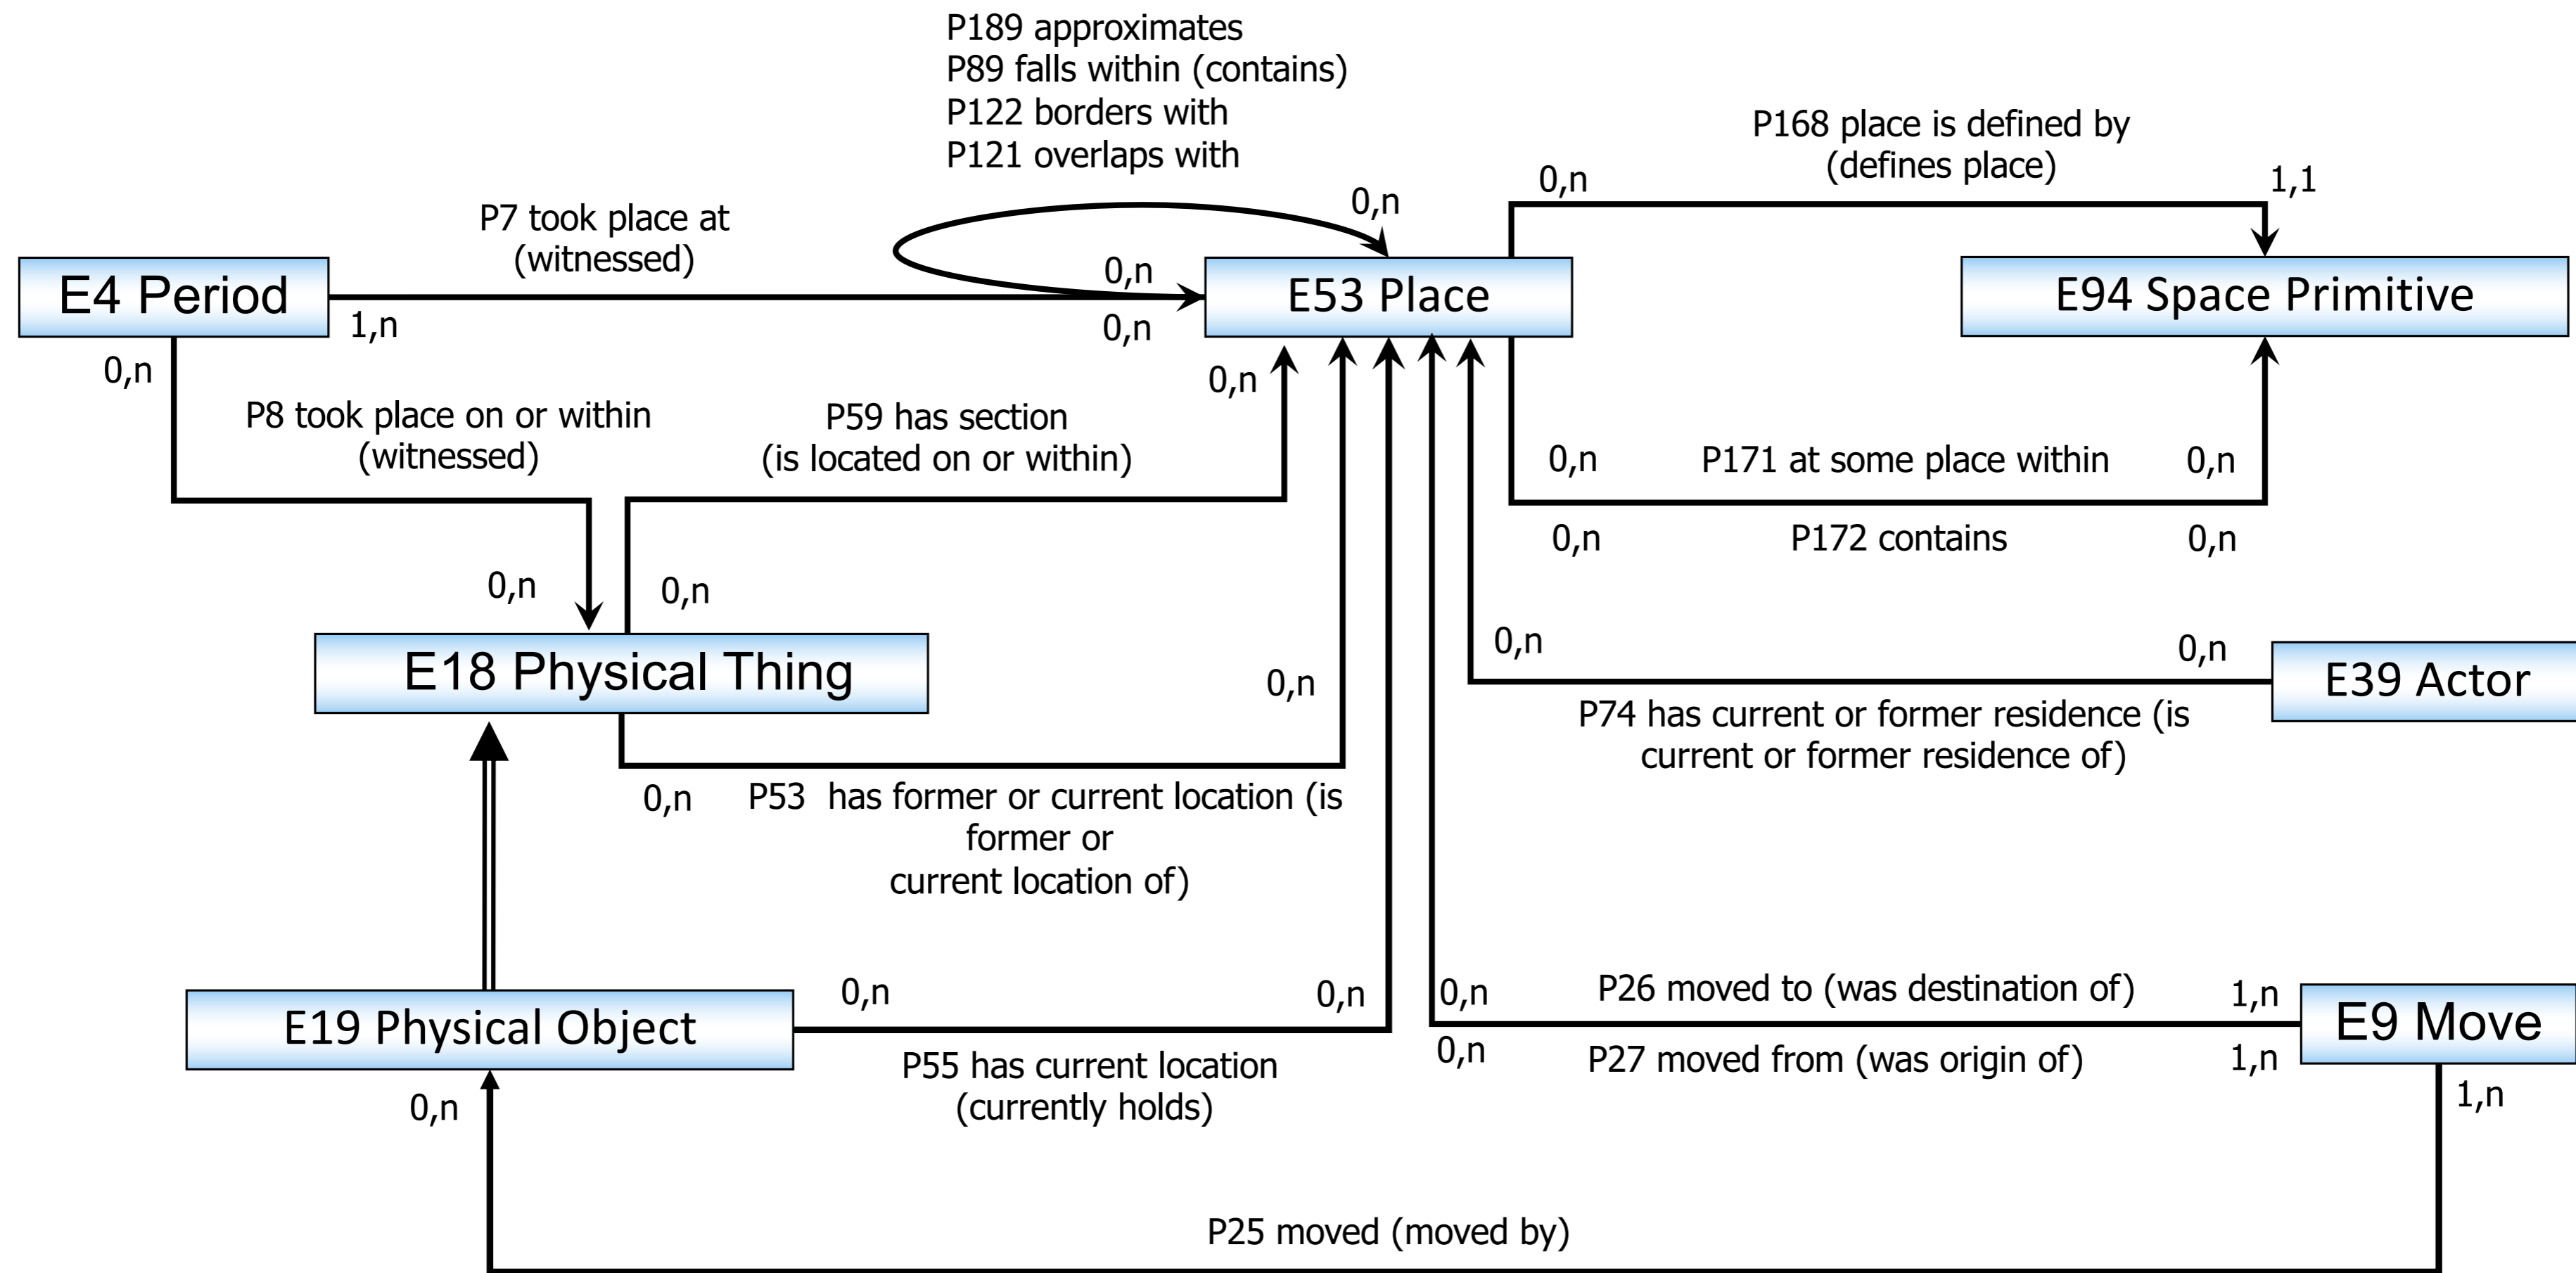 P189 approximates
P89 falls within (contains)
P122 borders with
P121 overlaps with
P168 place is defined by
(defines place)
0,n
1,1
0,n
P7 took place at
(witnessed)
0,n
E4 Period
E53 Place
E94 Space Primitive
1,n
0,n
0,n
0,n
P8 took place on or within
(witnessed)
P59 has section
(is located on or within)
0,n
P171 at some place within
0,n
0,n
P172 contains
0,n
0,n
0,n
E18 Physical Thing
0,n
0,n
0,n
E39 Actor
P74 has current or former residence (is
current or former residence of)
0,n
P53  has former or current location (is
former or
current location of)
0,n
0,n
0,n
P26 moved to (was destination of)
1,n
E19 Physical Object
E9 Move
P55 has current location
(currently holds)
0,n
P27 moved from (was origin of)
1,n
0,n
1,n
P25 moved (moved by)